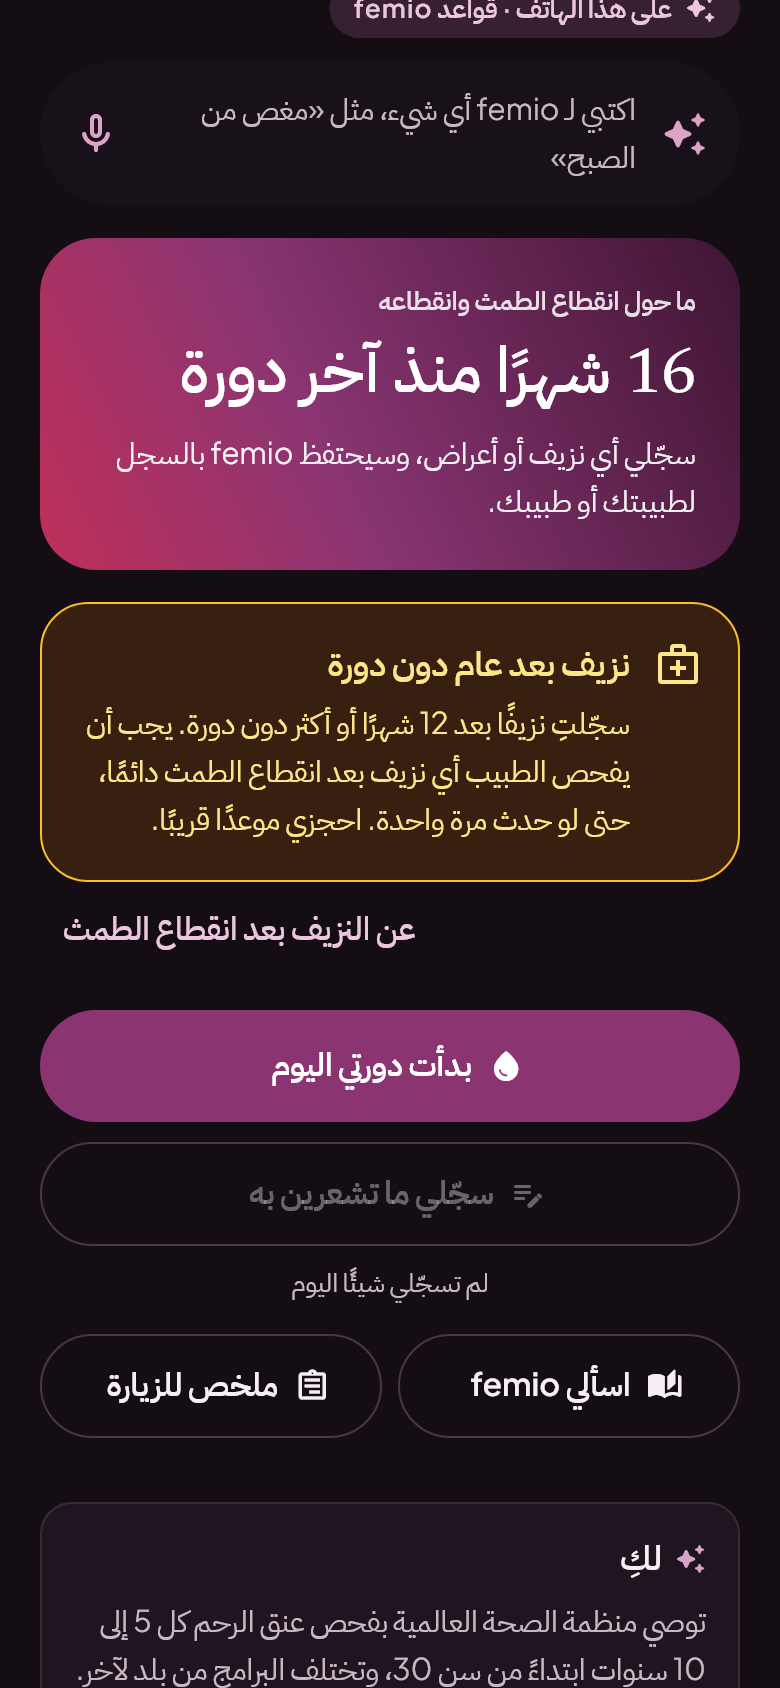 على هذا الهاتف · قواعد femio
اكتبي لـ femio أي شيء، مثل «مغص من
الصبح»
ما حول انقطاع الطمث وانقطاعه
16 شهرًا منذ آخر دورة
سجّلي أي نزيف أو أعراض، وسيحتفظ femio بالسجل
لطبيبتك أو طبيبك.
نزيف بعد عام دون دورة
سجّلتِ نزيفًا بعد 12 شهرًا أو أكثر دون دورة. يجب أن
يفحص الطبيب أي نزيف بعد انقطاع الطمث دائمًا،
حتى لو حدث مرة واحدة. احجزي موعدًا قريبًا.
عن النزيف بعد انقطاع الطمث
بدأت دورتي اليوم
سجّلي ما تشعرين به
لم تسجّلي شيئًا اليوم
اسألي femio
ملخص للزيارة
لكِ
توصي منظمة الصحة العالمية بفحص عنق الرحم كل 5 إلى
10 سنوات ابتداءً من سن 30، وتختلف البرامج من بلد لآخر.